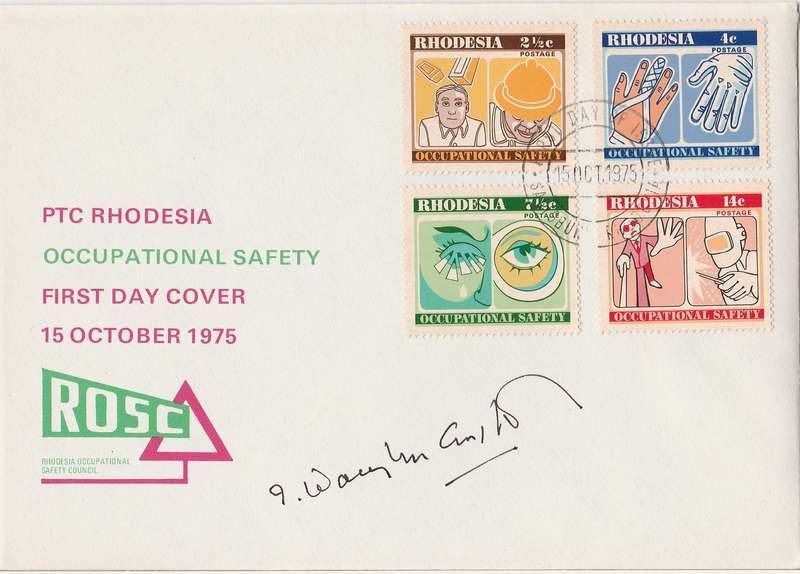 RHODESIA 2½c
POSTAGE
OCCUPATIONAL SAFETY
RHODESIA 4c
POSTAGE
OCCUPATIONAL SAFETY
DAY
15.OCT.1975
RHODESIA 7½c
POSTAGE
OCCUPATIONAL SAFETY
RHODESIA 14c
POSTAGE
OCCUPATIONAL SAFETY
PTC RHODESIA
OCCUPATIONAL SAFETY
FIRST DAY COVER
15 OCTOBER 1975
ROSC
RHODESIA OCCUPATIONAL
SAFETY COUNCIL